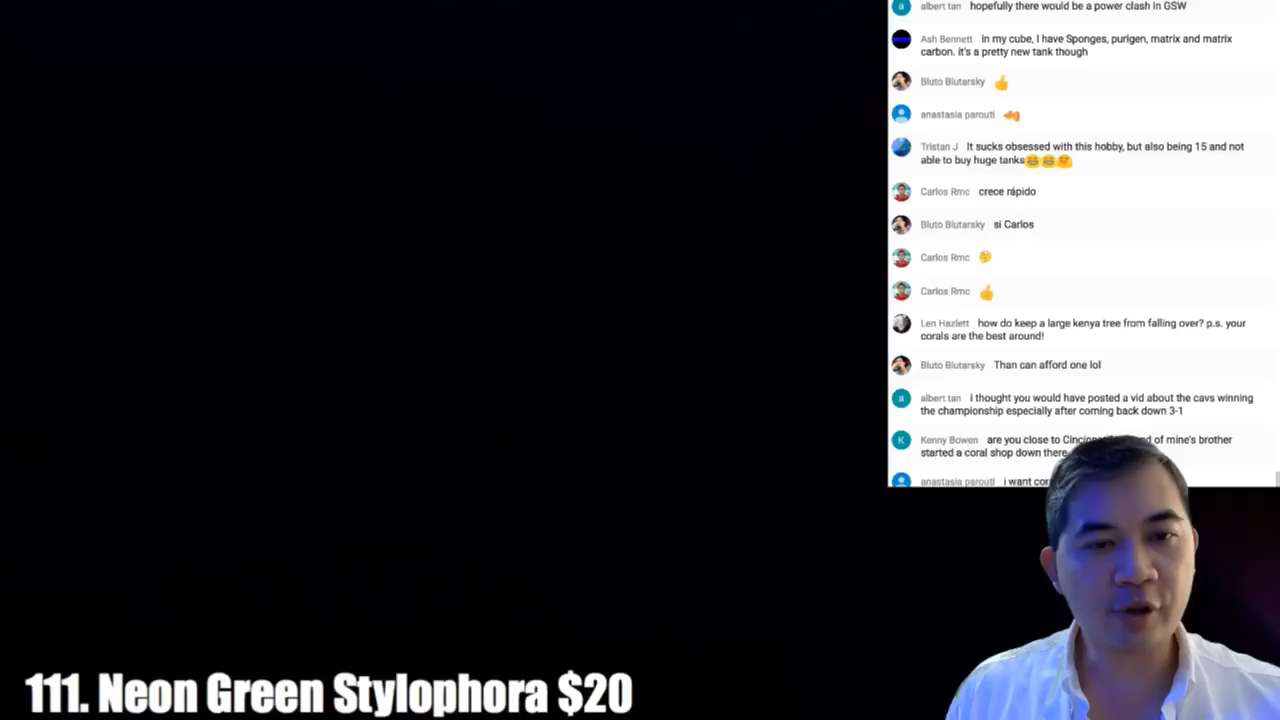 albert tan hopefully there would be a power clash in GSW
Ash Bennett in my cube, I have Sponges, purigen, matrix and matrix
carbon. it's a pretty new tank though
Bluto Blutarsky
anastasia parouti
Tristan J It sucks obsessed with this hobby, but also being 15 and not
able to buy huge tanks
Carlos Rmc crece rápido
Bluto Blutarsky si Carlos
Carlos Rmc
Carlos Rmc
Len Hazlett how do keep a large kenya tree from falling over? p.s. your
corals are the best around!
Bluto Blutarsky Than can afford one lol
albert tan i thought you would have posted a vid about the cavs winning
the championship especially after coming back down 3-1
Kenny Bowen are you close to of mine's brother
started a coral shop down there
anastasia parouti i want
111. Neon Green Stylophora $20